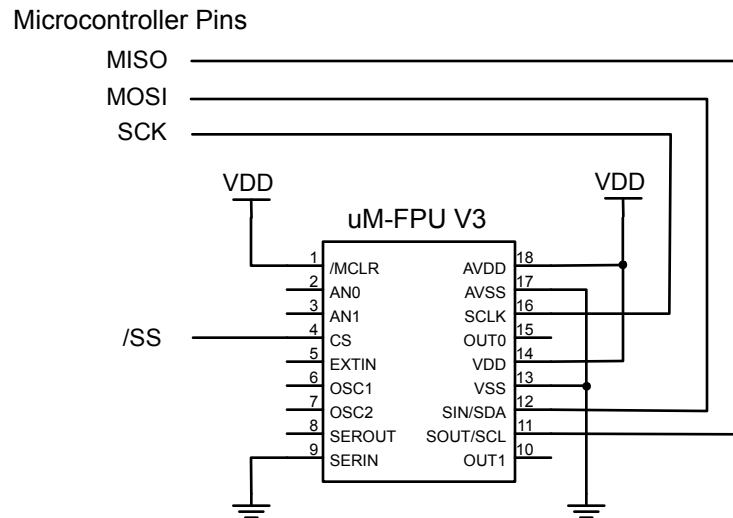 Microcontroller Pins
MISO
MOSI
SCK
VDD
VDD
uM-FPU V3
1 /MCLR AVDD 18
2 AN0 AVSS 17
3 AN1 SCLK 16
/SS 4 CS OUT0 15
5 EXTIN VDD 14
6 OSC1 VSS 13
7 OSC2 SIN/SDA 12
8 SEROUT SOUT/SCL 11
9 SERIN OUT1 10